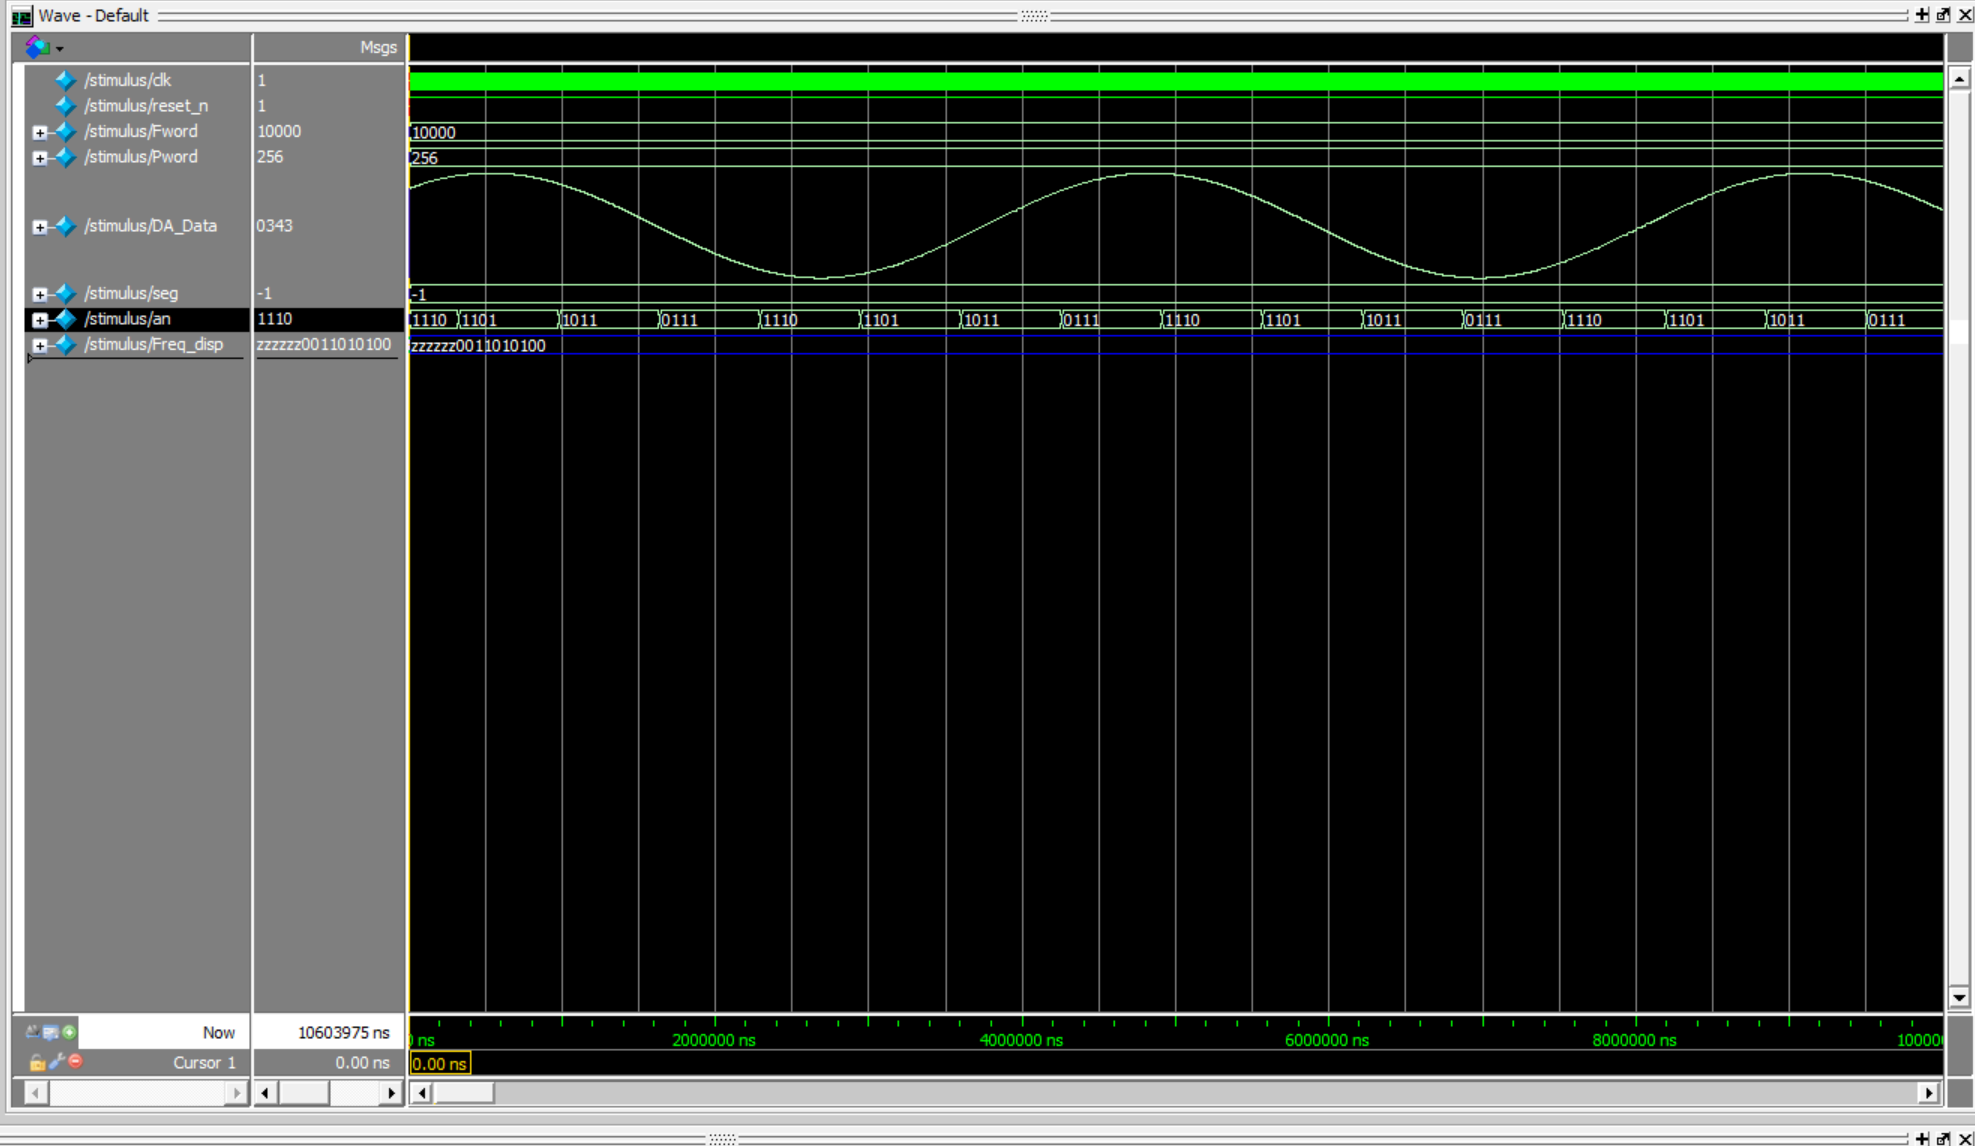 Wave - Default
Msgs
/stimulus/clk 1
/stimulus/reset_n 1
/stimulus/Fword 10000 10000
/stimulus/Pword 256 256
/stimulus/DA_Data 0343
/stimulus/seg -1 -1
/stimulus/an 1110 1110 1101 1011 0111 1110 1101 1011 0111 1110 1101 1011 0111 1110 1101 1011 0111
/stimulus/Freq_disp zzzzzz0011010100 zzzzzz0011010100
Now 10603975 ns ns 2000000 ns 4000000 ns 6000000 ns 8000000 ns 10000
Cursor 1 0.00 ns 0.00 ns